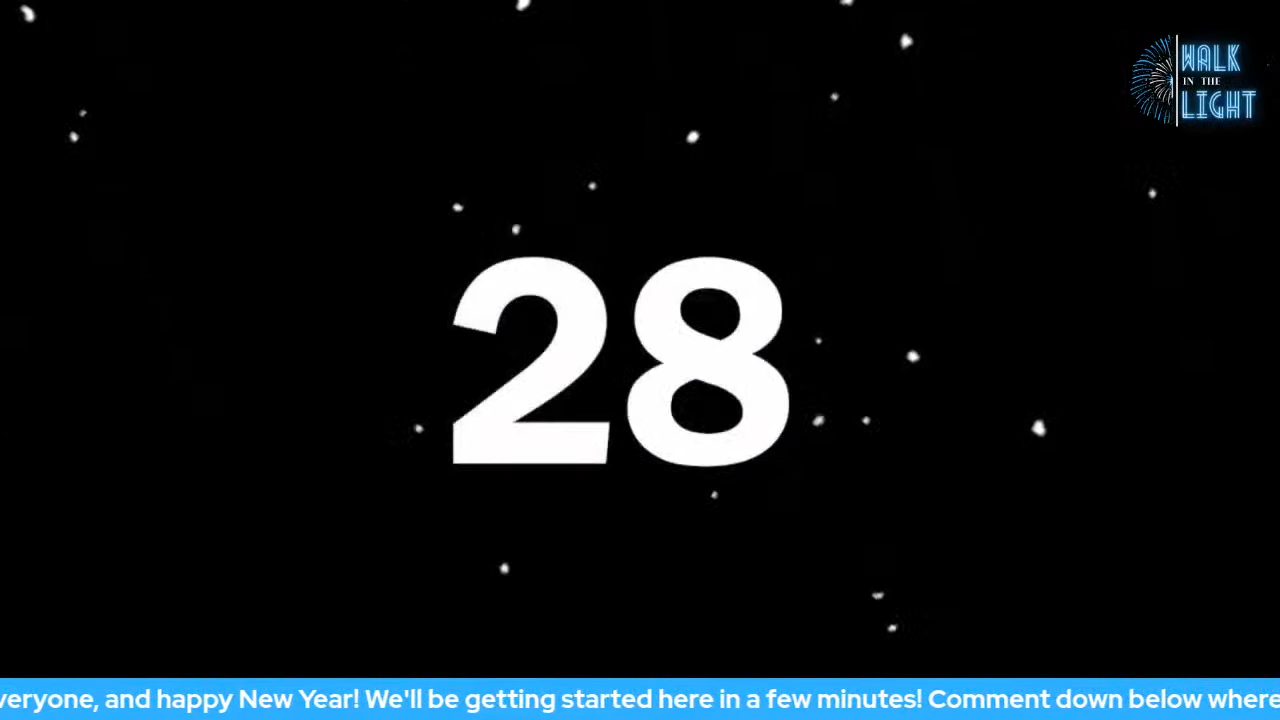 WALK
IN THE
LIGHT
28
veryone, and happy New Year! We'll be getting started here in a few minutes! Comment down below where